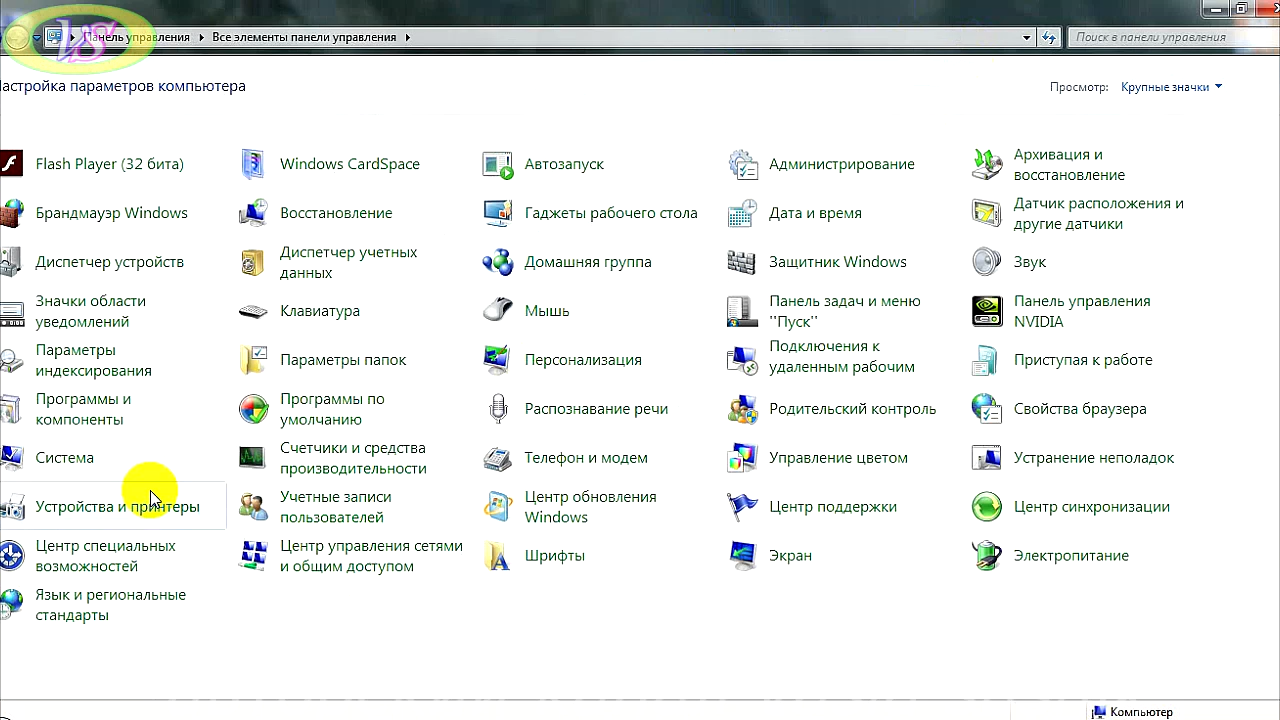 VS
Панель управления
Все элементы панели управления
Поиск в панели управления
Настройка параметров компьютера
Просмотр: Крупные значки
Flash Player (32 бита)
Windows CardSpace
Автозапуск
Администрирование
Архивация и
восстановление
Брандмауэр Windows
Восстановление
Гаджеты рабочего стола
Дата и время
Датчик расположения и
другие датчики
Диспетчер устройств
Диспетчер учетных
данных
Домашняя группа
Защитник Windows
Звук
Значки области
уведомлений
Клавиатура
Мышь
Панель задач и меню
"Пуск"
Панель управления
NVIDIA
Параметры
индексирования
Параметры папок
Персонализация
Подключения к
удаленным рабочим
Приступая к работе
Программы и
компоненты
Программы по
умолчанию
Распознавание речи
Родительский контроль
Свойства браузера
Система
Счетчики и средства
производительности
Телефон и модем
Управление цветом
Устранение неполадок
Устройства и принтеры
Учетные записи
пользователей
Центр обновления
Windows
Центр поддержки
Центр синхронизации
Центр специальных
возможностей
Центр управления сетями
и общим доступом
Шрифты
Экран
Электропитание
Язык и региональные
стандарты
Компьютер